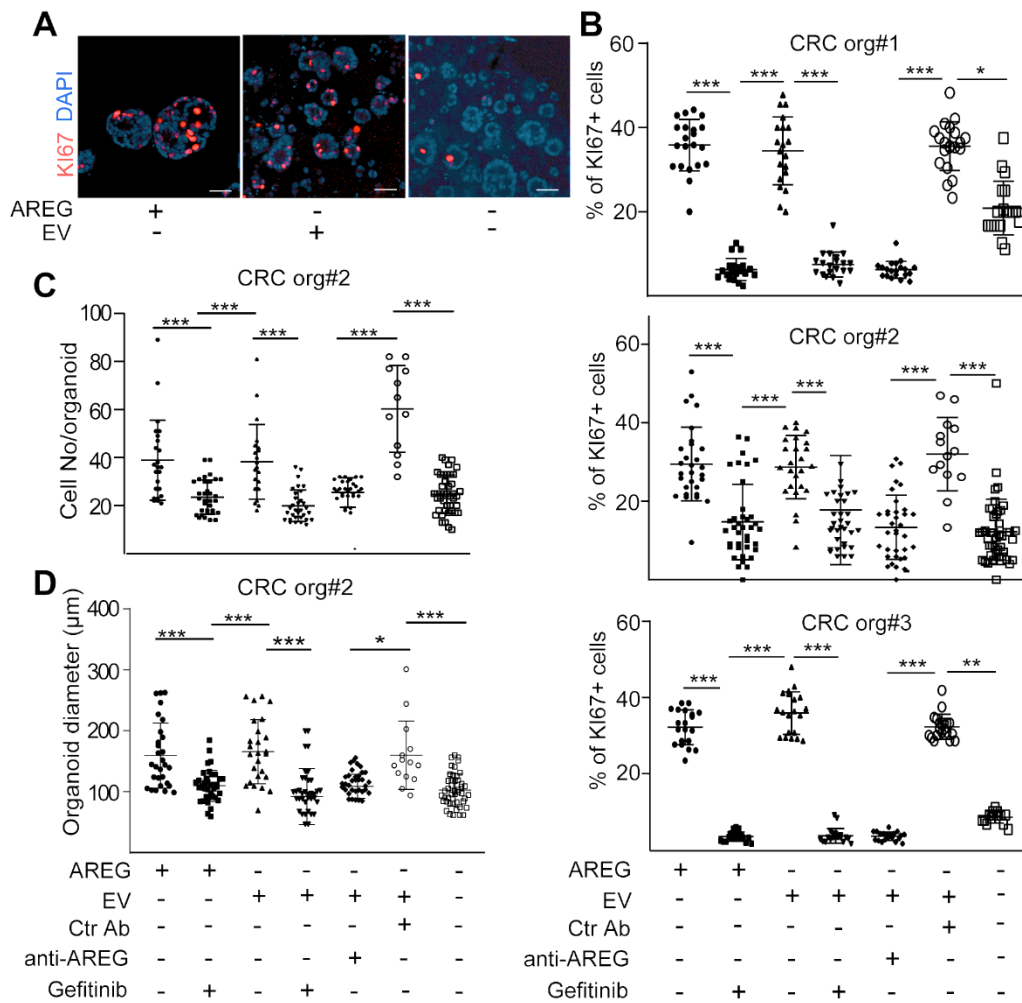 A
KI67 DAPI
AREG + - -
EV - + -
B
CRC org#1
% of KI67+ cells
60
40
20
*** *** *** *** *
CRC org#2
% of KI67+ cells
60
40
20
*** *** *** *** ***
CRC org#3
% of KI67+ cells
60
40
20
*** *** *** *** **
AREG + + - - - - -
EV - - + + + + -
Ctr Ab - - - - - + -
anti-AREG - - - - + - -
Gefitinib - + - + - - -
C
CRC org#2
Cell No/organoid
100
80
60
40
20
*** *** *** *** ***
D
CRC org#2
Organoid diameter (μm)
400
300
200
100
*** *** *** * ***
AREG + + - - - - -
EV - - + + + + -
Ctr Ab - - - - - + -
anti-AREG - - - - + - -
Gefitinib - + - + - - -